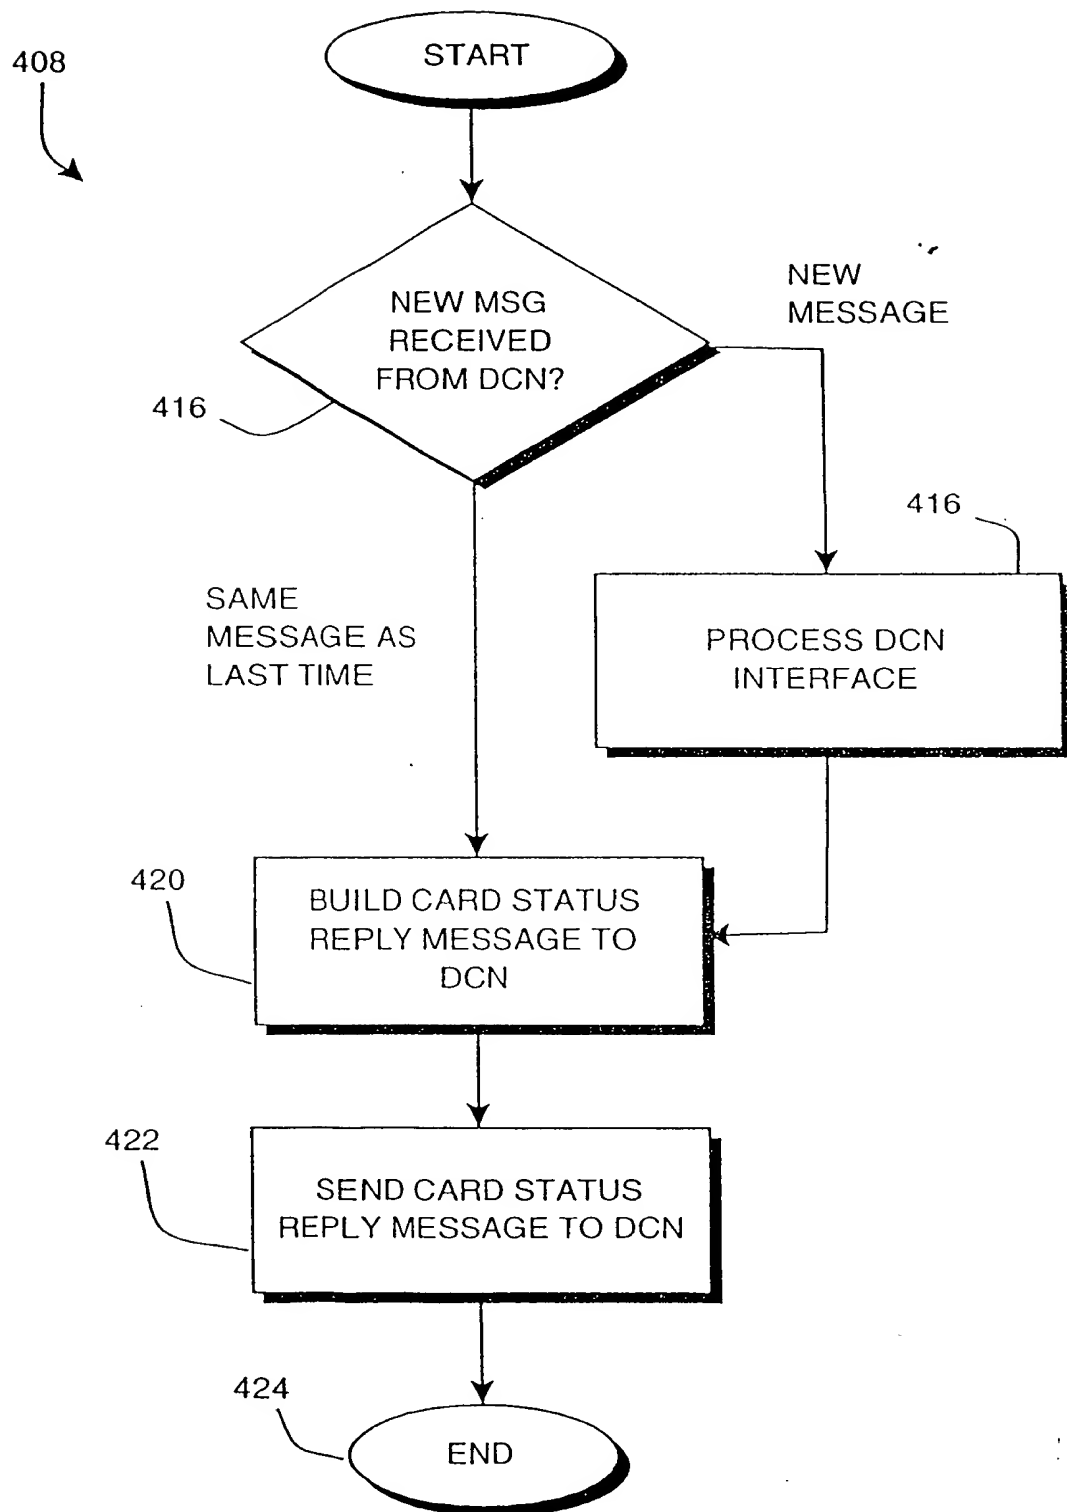 START
408
NEW MSG
RECEIVED
FROM DCN?
NEW
MESSAGE
416
416
SAME
MESSAGE AS
LAST TIME
PROCESS DCN
INTERFACE
420
BUILD CARD STATUS
REPLY MESSAGE TO
DCN
422
SEND CARD STATUS
REPLY MESSAGE TO DCN
424
END